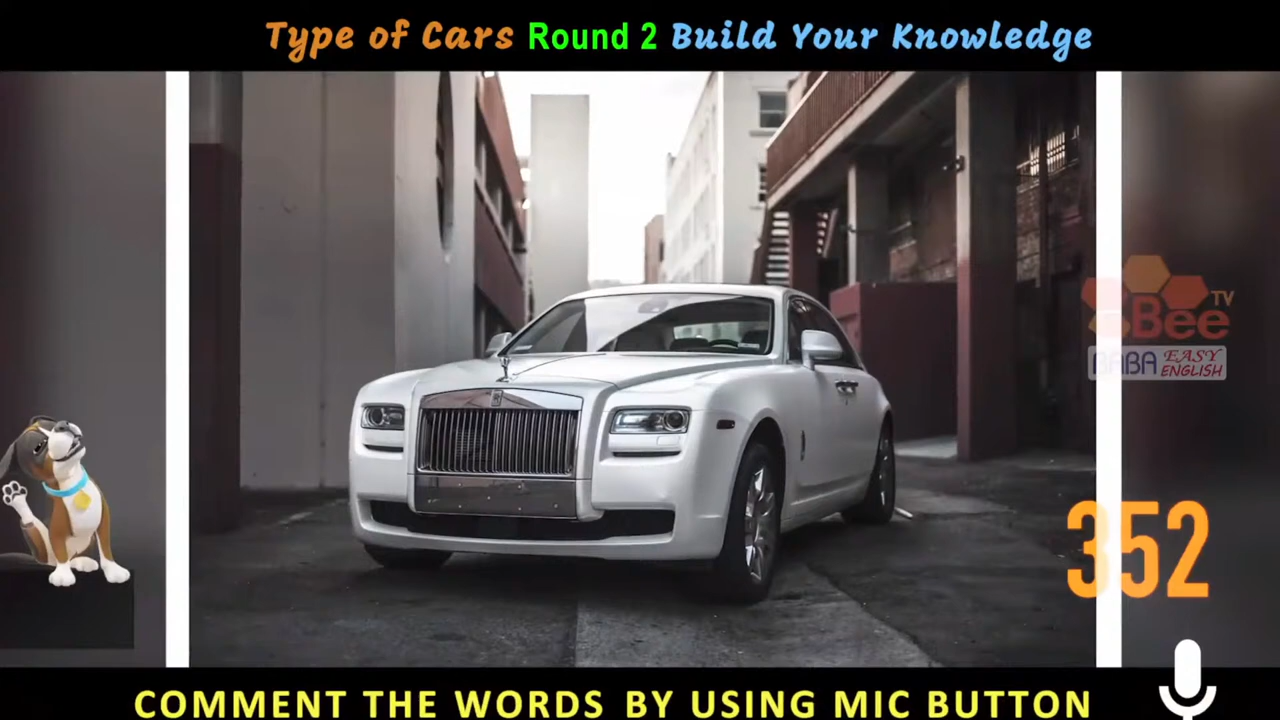 Type of Cars Round 2 Build Your Knowledge
Bee TV
BABA EASY ENGLISH
352
COMMENT THE WORDS BY USING MIC BUTTON